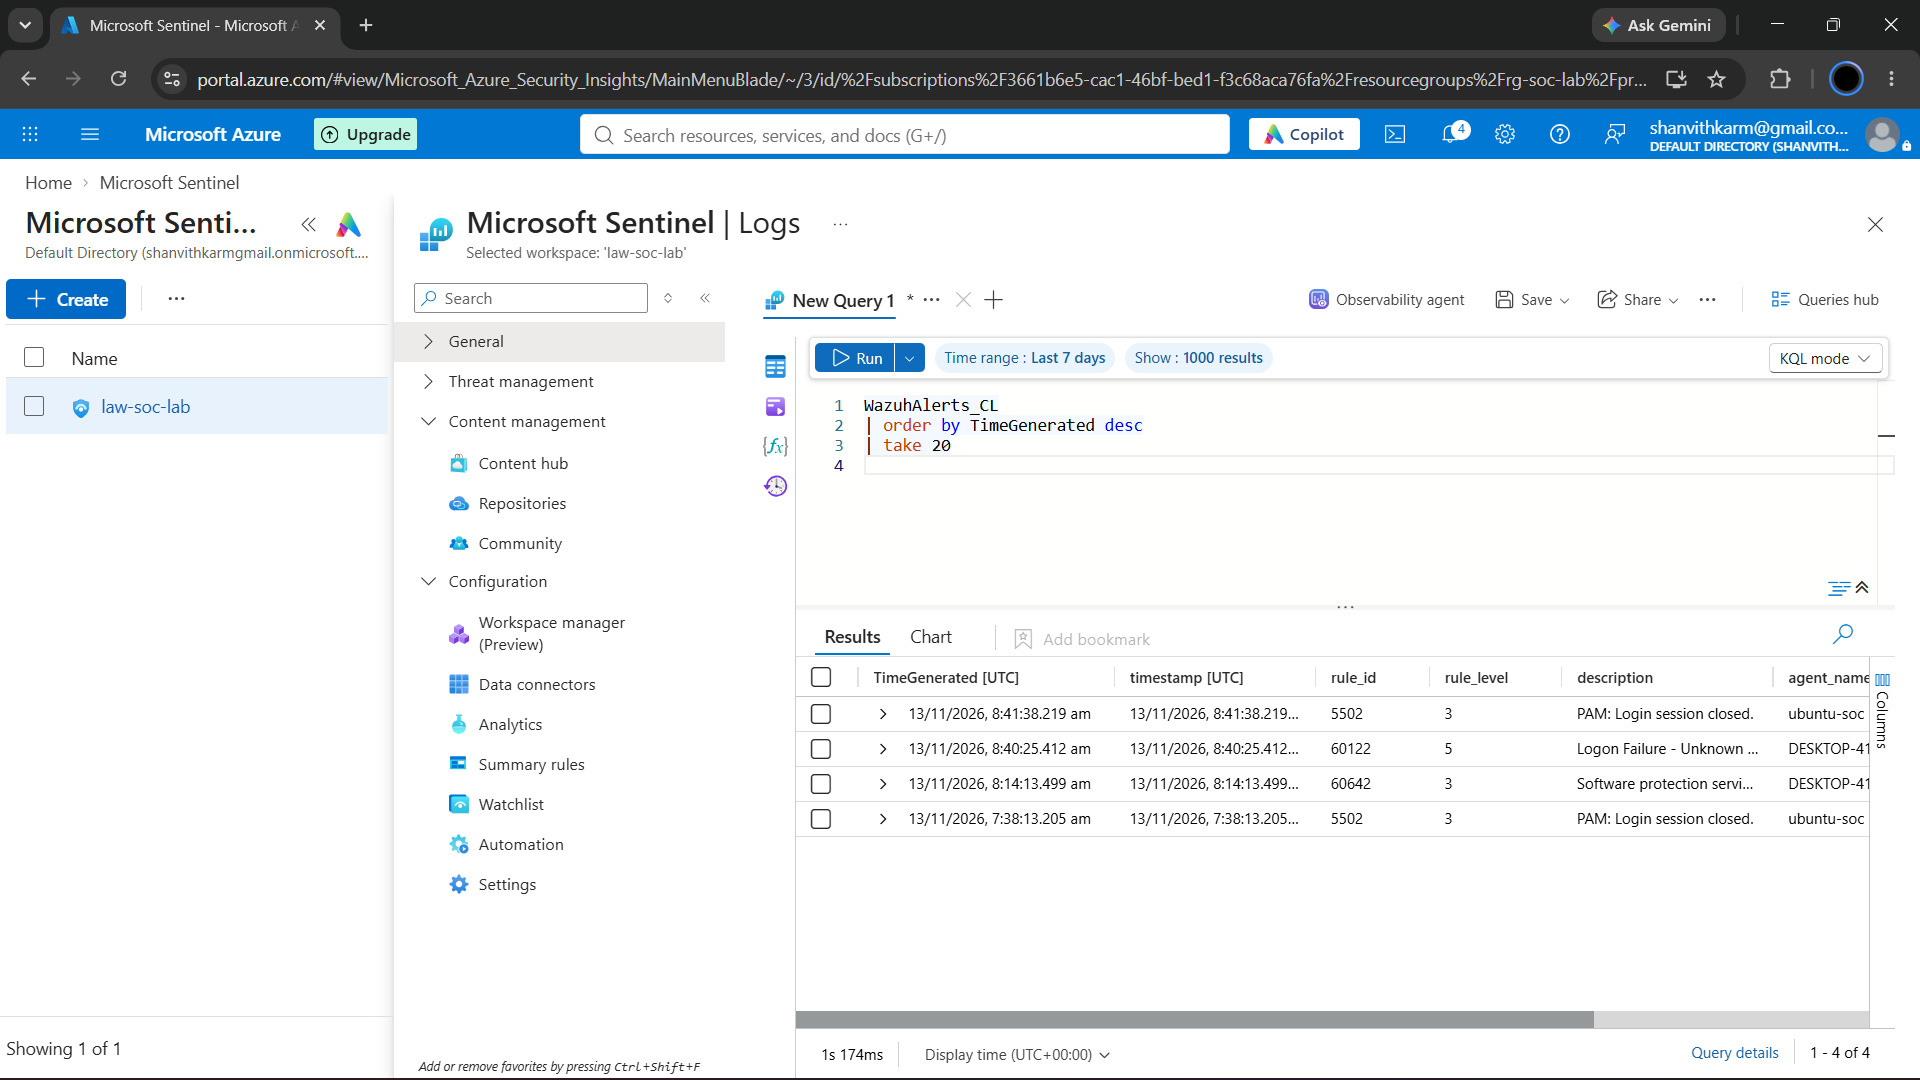 Microsoft Sentinel - Microsoft A
Ask Gemini
portal.azure.com/#view/Microsoft_Azure_Security_Insights/MainMenuBlade/~/3/id/%2Fsubscriptions%2F3661b6e5-cac1-46bf-bed1-f3c68aca76fa%2Fresourcegroups%2Frg-soc-lab%2Fpr...
Microsoft Azure
Upgrade
Search resources, services, and docs (G+/)
Copilot
4
shanvithkarm@gmail.co...
DEFAULT DIRECTORY (SHANVITH...
Home > Microsoft Sentinel
Microsoft Senti...
Default Directory (shanvithkarmgmail.onmicrosoft....
Create
Name
law-soc-lab
Showing 1 of 1
Microsoft Sentinel | Logs
Selected workspace: 'law-soc-lab'
Search
General
Threat management
Content management
Content hub
Repositories
Community
Configuration
Workspace manager
(Preview)
Data connectors
Analytics
Summary rules
Watchlist
Automation
Settings
Add or remove favorites by pressing Ctrl+Shift+F
New Query 1 *
Observability agent
Save
Share
Queries hub
Run
Time range : Last 7 days
Show : 1000 results
KQL mode
1 WazuhAlerts_CL
2 | order by TimeGenerated desc
3 | take 20
4
Results
Chart
Add bookmark
TimeGenerated [UTC] timestamp [UTC] rule_id rule_level description agent_name
13/11/2026, 8:41:38.219 am 13/11/2026, 8:41:38.219... 5502 3 PAM: Login session closed. ubuntu-soc
13/11/2026, 8:40:25.412 am 13/11/2026, 8:40:25.412... 60122 5 Logon Failure - Unknown ... DESKTOP-41
13/11/2026, 8:14:13.499 am 13/11/2026, 8:14:13.499... 60642 3 Software protection servi... DESKTOP-41
13/11/2026, 7:38:13.205 am 13/11/2026, 7:38:13.205... 5502 3 PAM: Login session closed. ubuntu-soc
Columns
1s 174ms
Display time (UTC+00:00)
Query details
1 - 4 of 4